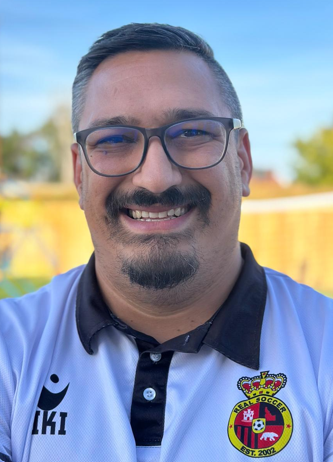 IKI
REAL SOCCER
EST. 2002